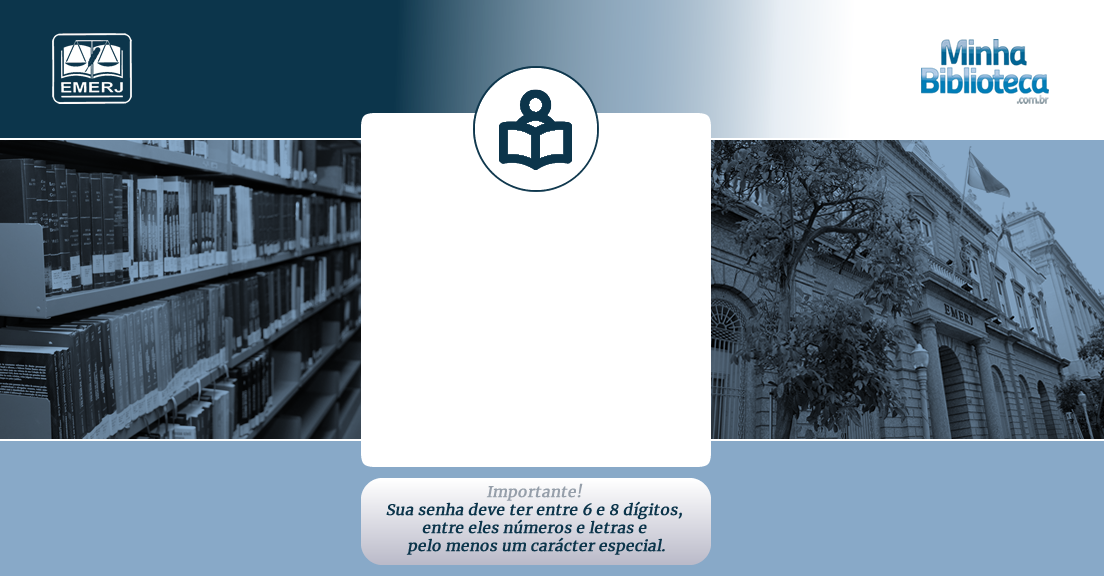 EMERJ
Minha
Biblioteca
.com.br
EMERJ
Importante!
Sua senha deve ter entre 6 e 8 dígitos,
entre eles números e letras e
pelo menos um carácter especial.